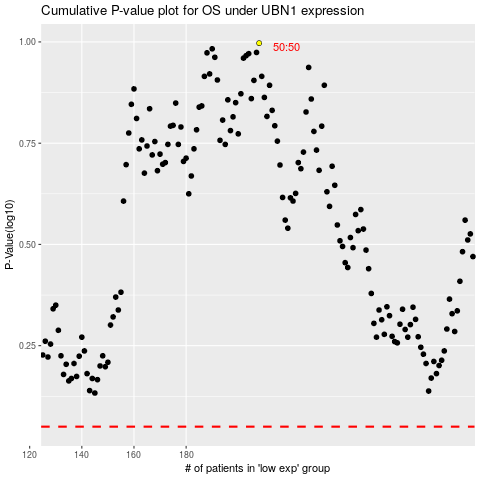 Cumulative P-value plot for OS under UBN1 expression
P-Value(log10)
1.00
0.75
0.50
0.25
50:50
120 140 160 180
# of patients in 'low exp' group